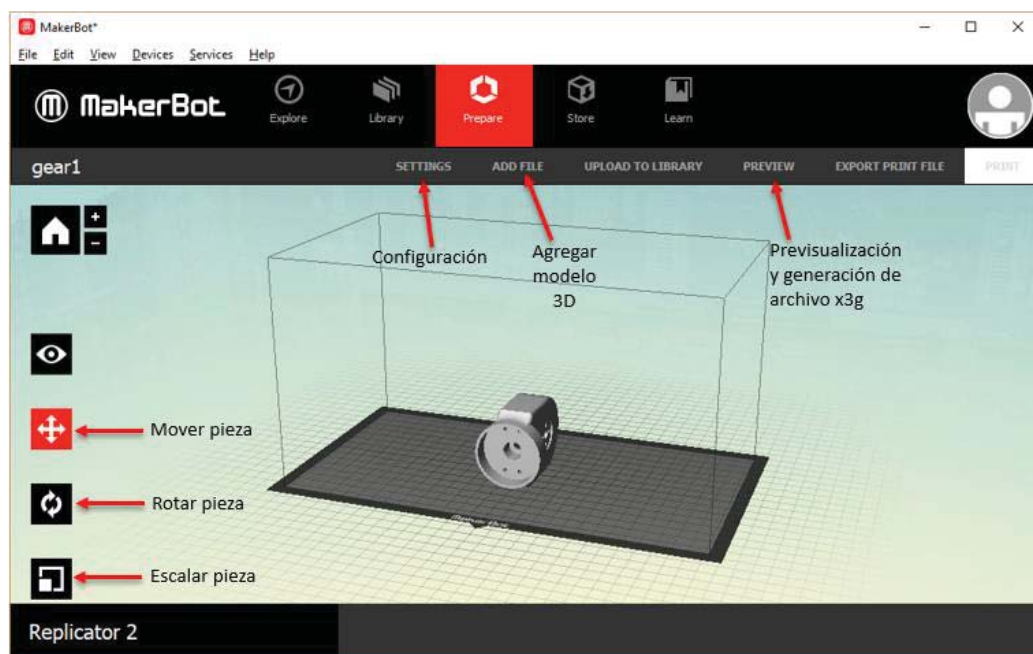 MakerBot*
File Edit View Devices Services Help
MakerBot
Explore
Library
Prepare
Store
Learn
gear1
SETTINGS
ADD FILE
UPLOAD TO LIBRARY
PREVIEW
EXPORT PRINT FILE
PRINT
+
-
Configuración
Agregar
modelo
3D
Previsualización
y generación de
archivo x3g
Mover pieza
Rotar pieza
Escalar pieza
MakerBot
Replicator 2